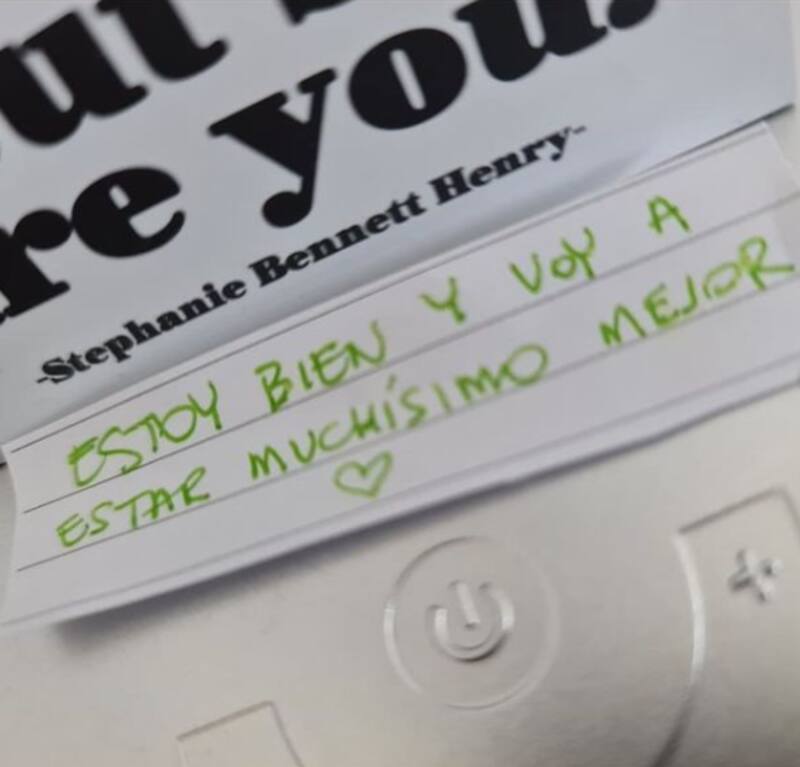 re you.
-Stephanie Bennett Henry-
ESTOY BIEN Y VOY A
ESTAR MUCHÍSIMO MEJOR